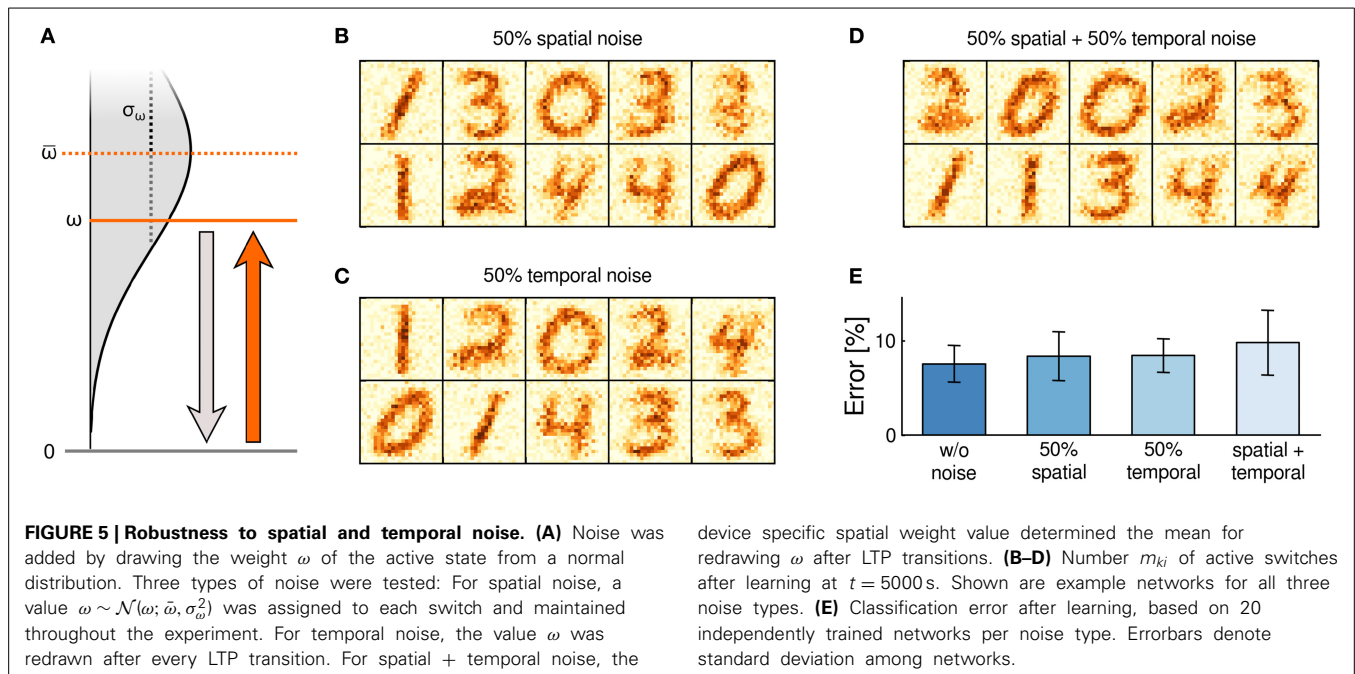 A
σω
ω̄
ω
0
B
50% spatial noise
C
50% temporal noise
D
50% spatial + 50% temporal noise
E
Error [%]
10
0
w/o noise
50% spatial
50% temporal
spatial + temporal
FIGURE 5 | Robustness to spatial and temporal noise. (A) Noise was
added by drawing the weight ω of the active state from a normal
distribution. Three types of noise were tested: For spatial noise, a
value ω ∼ 𝒩(ω; ω̄, σ²ω) was assigned to each switch and maintained
throughout the experiment. For temporal noise, the value ω was
redrawn after every LTP transition. For spatial + temporal noise, the
device specific spatial weight value determined the mean for
redrawing ω after LTP transitions. (B–D) Number mki of active switches
after learning at t = 5000 s. Shown are example networks for all three
noise types. (E) Classification error after learning, based on 20
independently trained networks per noise type. Errorbars denote
standard deviation among networks.